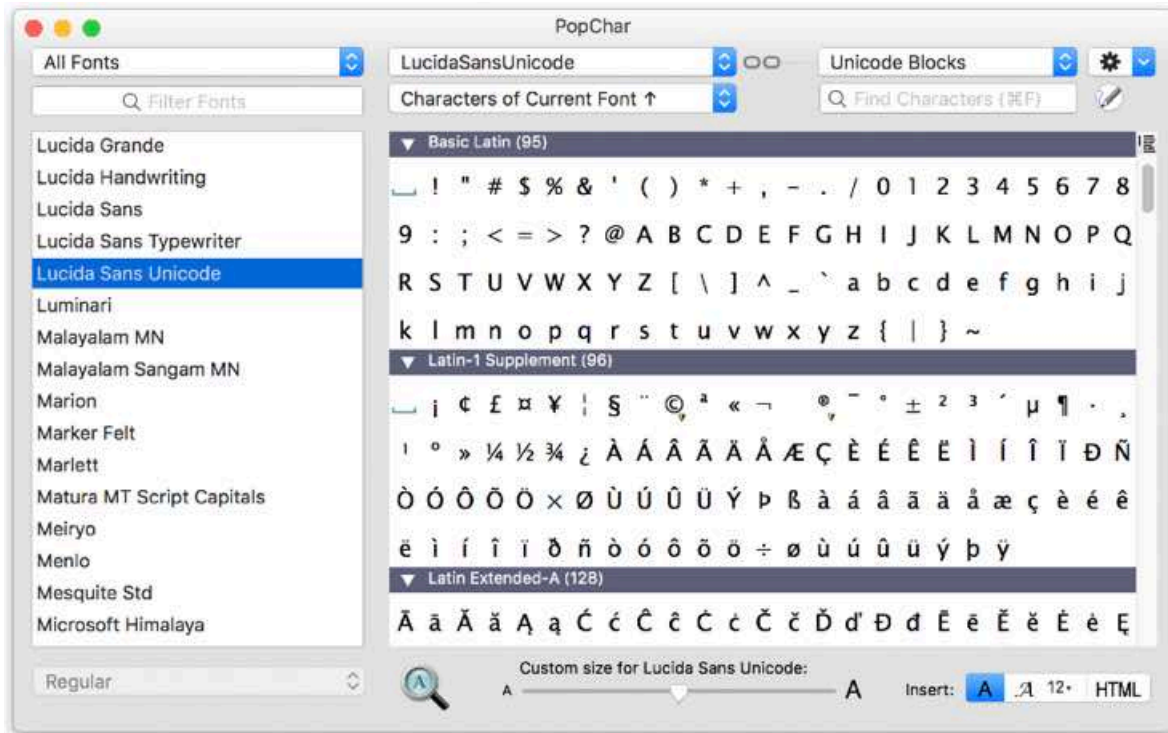 PopChar
All Fonts
LucidaSansUnicode
Unicode Blocks
Filter Fonts
Characters of Current Font ↑
Find Characters (⌘F)
Lucida Grande
Lucida Handwriting
Lucida Sans
Lucida Sans Typewriter
Lucida Sans Unicode
Luminari
Malayalam MN
Malayalam Sangam MN
Marion
Marker Felt
Marlett
Matura MT Script Capitals
Meiryo
Menlo
Mesquite Std
Microsoft Himalaya
Regular
Basic Latin (95)
! " # $ % & ' ( ) * + , - . / 0 1 2 3 4 5 6 7 8
9 : ; < = > ? @ A B C D E F G H I J K L M N O P Q
R S T U V W X Y Z [ \ ] ^ _ ` a b c d e f g h i j
k l m n o p q r s t u v w x y z { | } ~
Latin-1 Supplement (96)
¡ ¢ £ ¤ ¥ ¦ § ¨ © ª « ¬ ® ¯ ° ± ² ³ ´ µ ¶ · ¸
¹ º » ¼ ½ ¾ ¿ À Á Â Ã Ä Å Æ Ç È É Ê Ë Ì Í Î Ï Ð Ñ
Ò Ó Ô Õ Ö × Ø Ù Ú Û Ü Ý Þ ß à á â ã ä å æ ç è é ê
ë ì í î ï ð ñ ò ó ô õ ö ÷ ø ù ú û ü ý þ ÿ
Latin Extended-A (128)
Ā ā Ă ă Ą ą Ć ć Ĉ ĉ Ċ ċ Č č Ď ď Đ đ Ē ē Ĕ ĕ Ė ė Ę
Custom size for Lucida Sans Unicode:
A A
Insert: A A 12 HTML